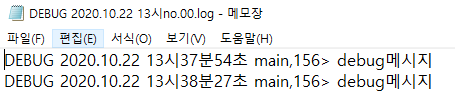 DEBUG 2020.10.22 13시no.00.log - 메모장
파일(F) 편집(E) 서식(O) 보기(V) 도움말(H)
DEBUG 2020.10.22 13시37분54초 main,156> debug메시지
DEBUG 2020.10.22 13시38분27초 main,156> debug메시지